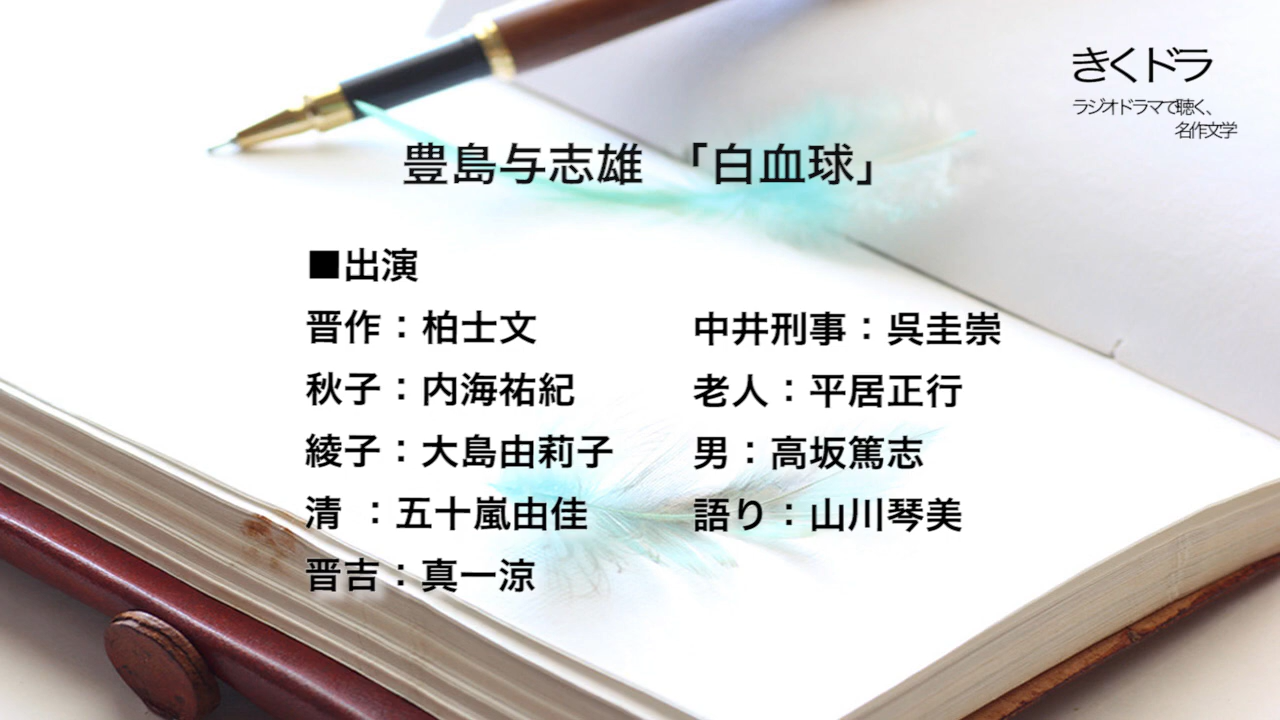 きくドラ
ラジオドラマで聴く、
名作文学
豊島与志雄 「白血球」
■出演
晋作:柏士文
秋子:内海祐紀
綾子:大島由莉子
清 :五十嵐由佳
晋吉:真一涼
中井刑事:呉圭崇
老人:平居正行
男:高坂篤志
語り:山川琴美